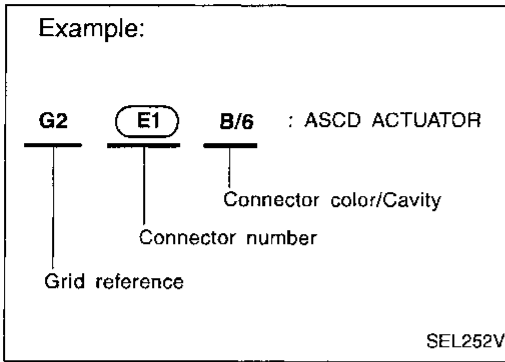 Example:
G2 E1 B/6 : ASCD ACTUATOR
Connector color/Cavity
Connector number
Grid reference
SEL252V